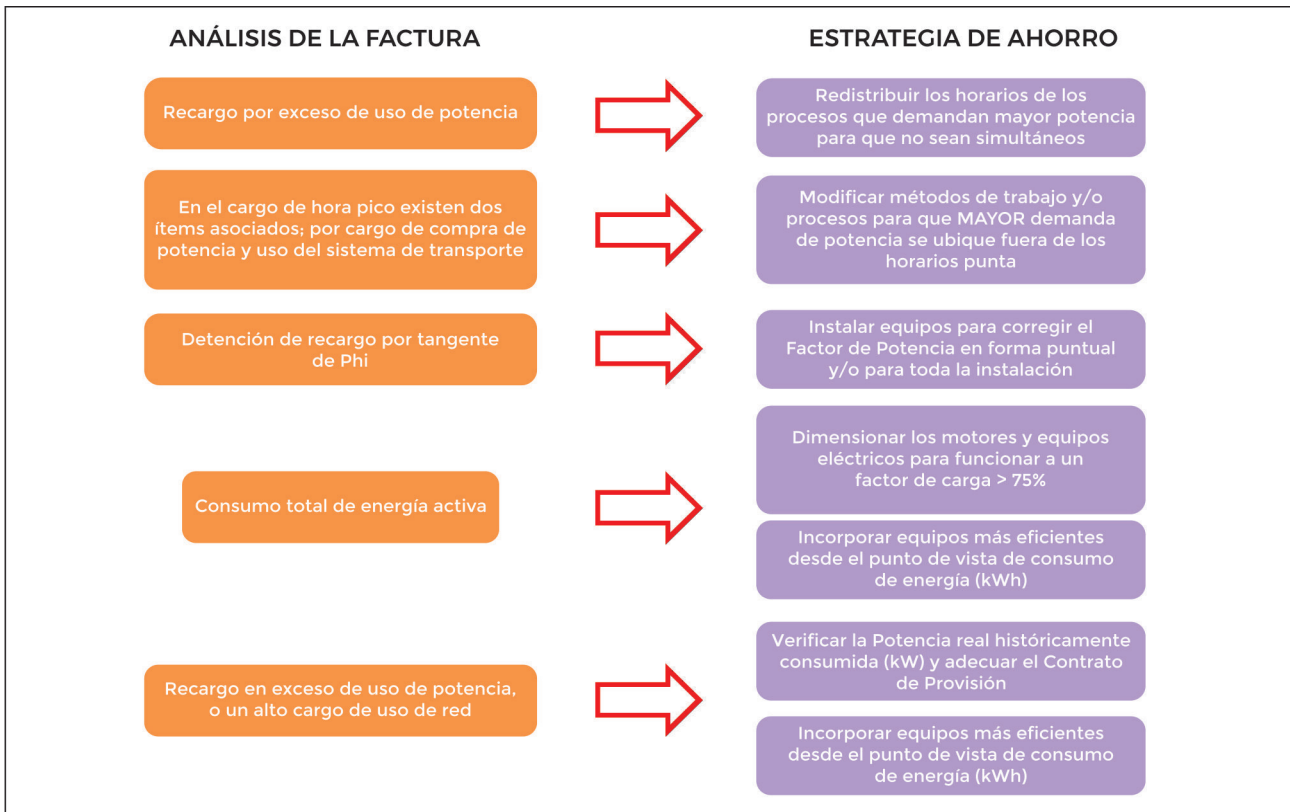 ANÁLISIS DE LA FACTURA
ESTRATEGIA DE AHORRO
Recargo por exceso de uso de potencia
Redistribuir los horarios de los
procesos que demandan mayor potencia
para que no sean simultáneos
En el cargo de hora pico existen dos
ítems asociados; por cargo de compra de
potencia y uso del sistema de transporte
Modificar métodos de trabajo y/o
procesos para que MAYOR demanda
de potencia se ubique fuera de los
horarios punta
Detención de recargo por tangente
de Phi
Instalar equipos para corregir el
Factor de Potencia en forma puntual
y/o para toda la instalación
Consumo total de energía activa
Dimensionar los motores y equipos
eléctricos para funcionar a un
factor de carga > 75%
Incorporar equipos más eficientes
desde el punto de vista de consumo
de energía (kWh)
Recargo en exceso de uso de potencia,
o un alto cargo de uso de red
Verificar la Potencia real históricamente
consumida (kW) y adecuar el Contrato
de Provisión
Incorporar equipos más eficientes
desde el punto de vista de consumo
de energía (kWh)